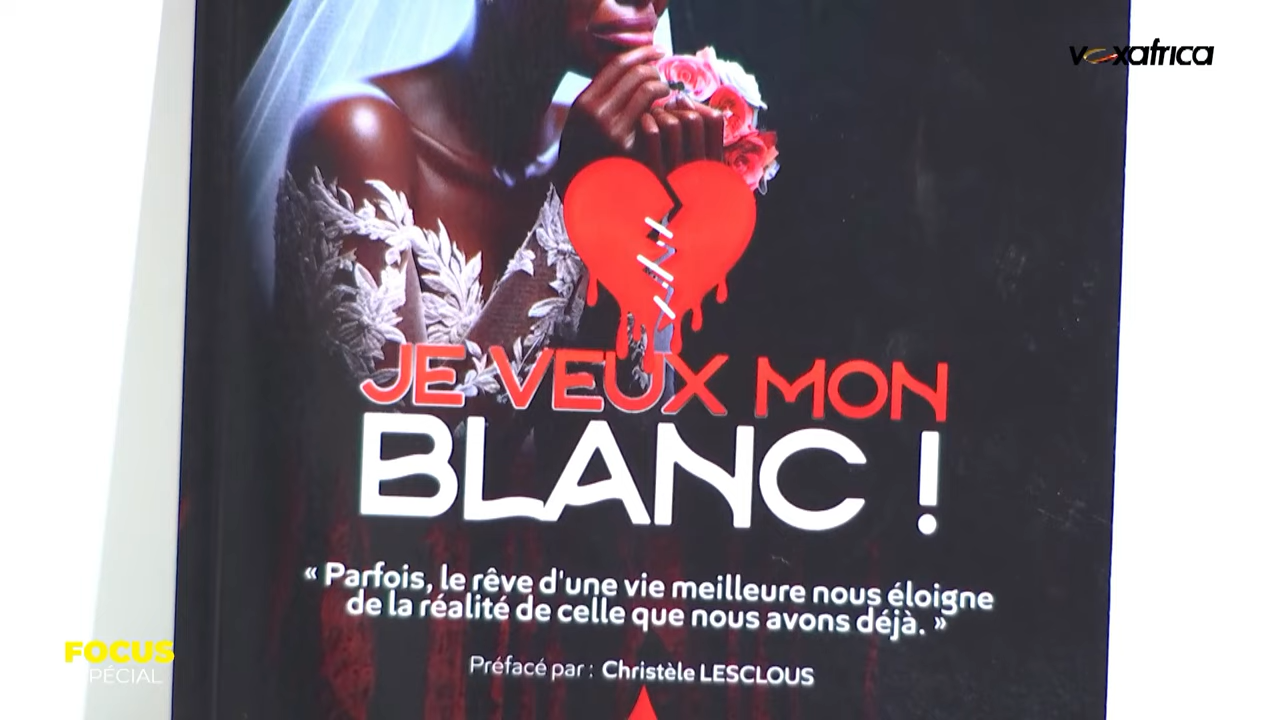 voxafrica
JE VEUX MON
BLANC !
« Parfois, le rêve d'une vie meilleure nous éloigne
de la réalité de celle que nous avons déjà. »
Préfacé par : Christèle LESCLOUS
FOCUS
SPÉCIAL